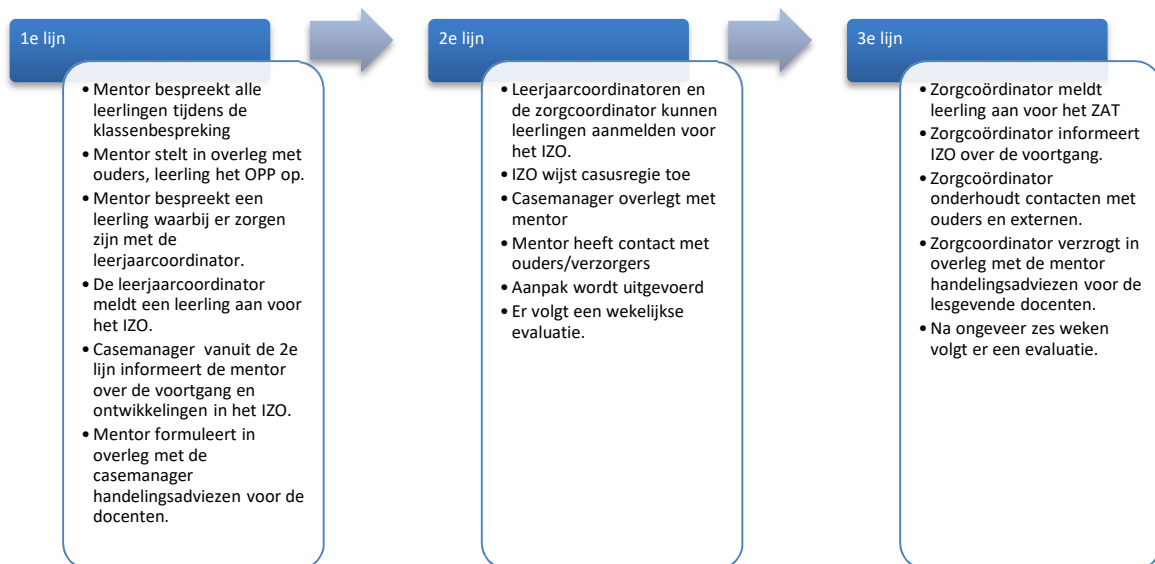 1e lijn
• Mentor bespreekt alle
leerlingen tijdens de
klassenbespreking
• Mentor stelt in overleg met
ouders, leerling het OPP op.
• Mentor bespreekt een
leerling waarbij er zorgen
zijn met de
leerjaarcoordinator.
• De leerjaarcoordinator
meldt een leerling aan voor
het IZO.
• Casemanager  vanuit de 2e
lijn informeert de mentor
over de voortgang en
ontwikkelingen in het IZO.
• Mentor formuleert in
overleg met de
casemanager
handelingsadviezen voor de
docenten.
2e lijn
• Leerjaarcoordinatoren en
de zorgcoordinator kunnen
leerlingen aanmelden voor
het IZO.
• IZO wijst casusregie toe
• Casemanager overlegt met
mentor
• Mentor heeft contact met
ouders/verzorgers
• Aanpak wordt uitgevoerd
• Er volgt een wekelijkse
evaluatie.
3e lijn
• Zorgcoördinator meldt
leerling aan voor het ZAT
• Zorgcoördinator informeert
IZO over de voortgang.
• Zorgcoördinator
onderhoudt contacten met
ouders en externen.
• Zorgcoordinator verzrogt in
overleg met de mentor
handelingsadviezen voor de
lesgevende docenten.
• Na ongeveer zes weken
volgt er een evaluatie.